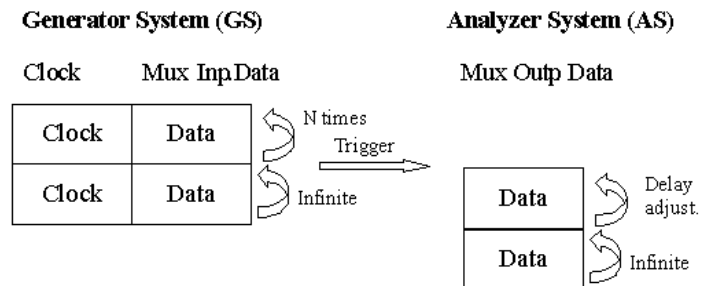 Generator System (GS)
Analyzer System (AS)
Clock Mux Inp.Data
Mux Outp Data
Clock Data
N times
Trigger
Clock Data
Infinite
Data
Delay
adjust.
Data
Infinite